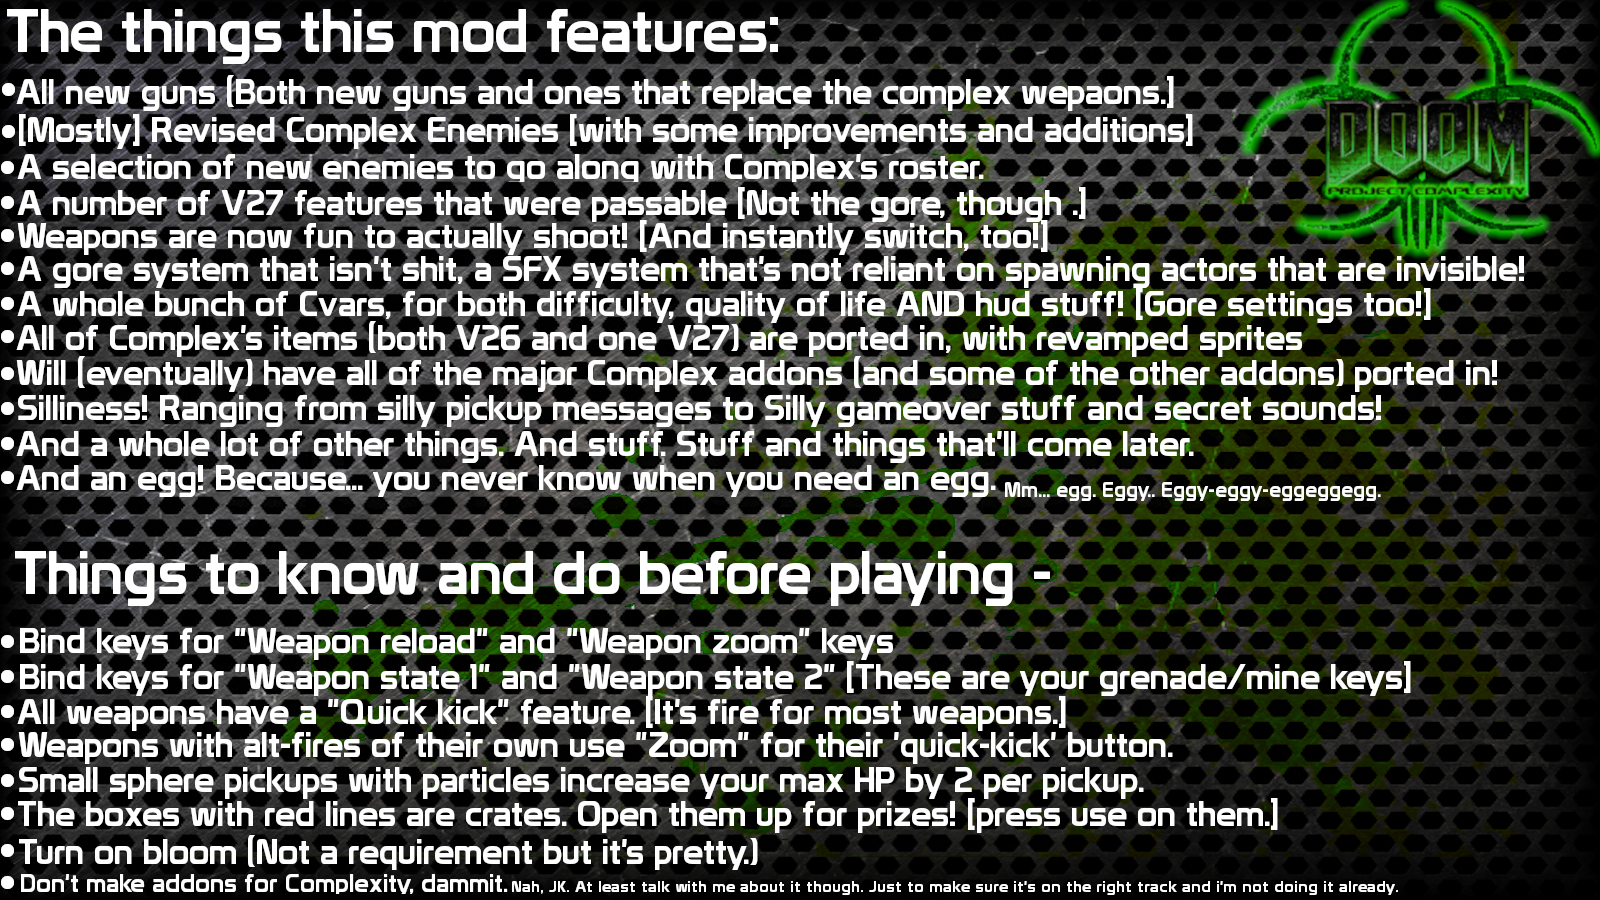 The things this mod features:
DOOM
PROJECT COMPLEXITY
•All new guns (Both new guns and ones that replace the complex wepaons.]
•[Mostly] Revised Complex Enemies [with some improvements and additions]
•A selection of new enemies to go along with Complex's roster.
•A number of V27 features that were passable [Not the gore, though .]
•Weapons are now fun to actually shoot! [And instantly switch, too!]
•A gore system that isn't shit, a SFX system that's not reliant on spawning actors that are invisible!
•A whole bunch of Cvars, for both difficulty, quality of life AND hud stuff! [Gore settings too!]
•All of Complex's items (both V26 and one V27) are ported in, with revamped sprites
•Will (eventually) have all of the major Complex addons (and some of the other addons) ported in!
•Silliness! Ranging from silly pickup messages to Silly gameover stuff and secret sounds!
•And a whole lot of other things. And stuff. Stuff and things that'll come later.
•And an egg! Because... you never know when you need an egg. Mm... egg. Eggy.. Eggy-eggy-eggeggegg.
Things to know and do before playing -
•Bind keys for "Weapon reload" and "Weapon zoom" keys
•Bind keys for "Weapon state 1" and "Weapon state 2" [These are your grenade/mine keys]
•All weapons have a "Quick kick" feature. [It's fire for most weapons.]
•Weapons with alt-fires of their own use "Zoom" for their 'quick-kick' button.
•Small sphere pickups with particles increase your max HP by 2 per pickup.
•The boxes with red lines are crates. Open them up for prizes! [press use on them.]
•Turn on bloom (Not a requirement but it's pretty.)
• Don't make addons for Complexity, dammit. Nah, JK. At least talk with me about it though. Just to make sure it's on the right track and i'm not doing it already.